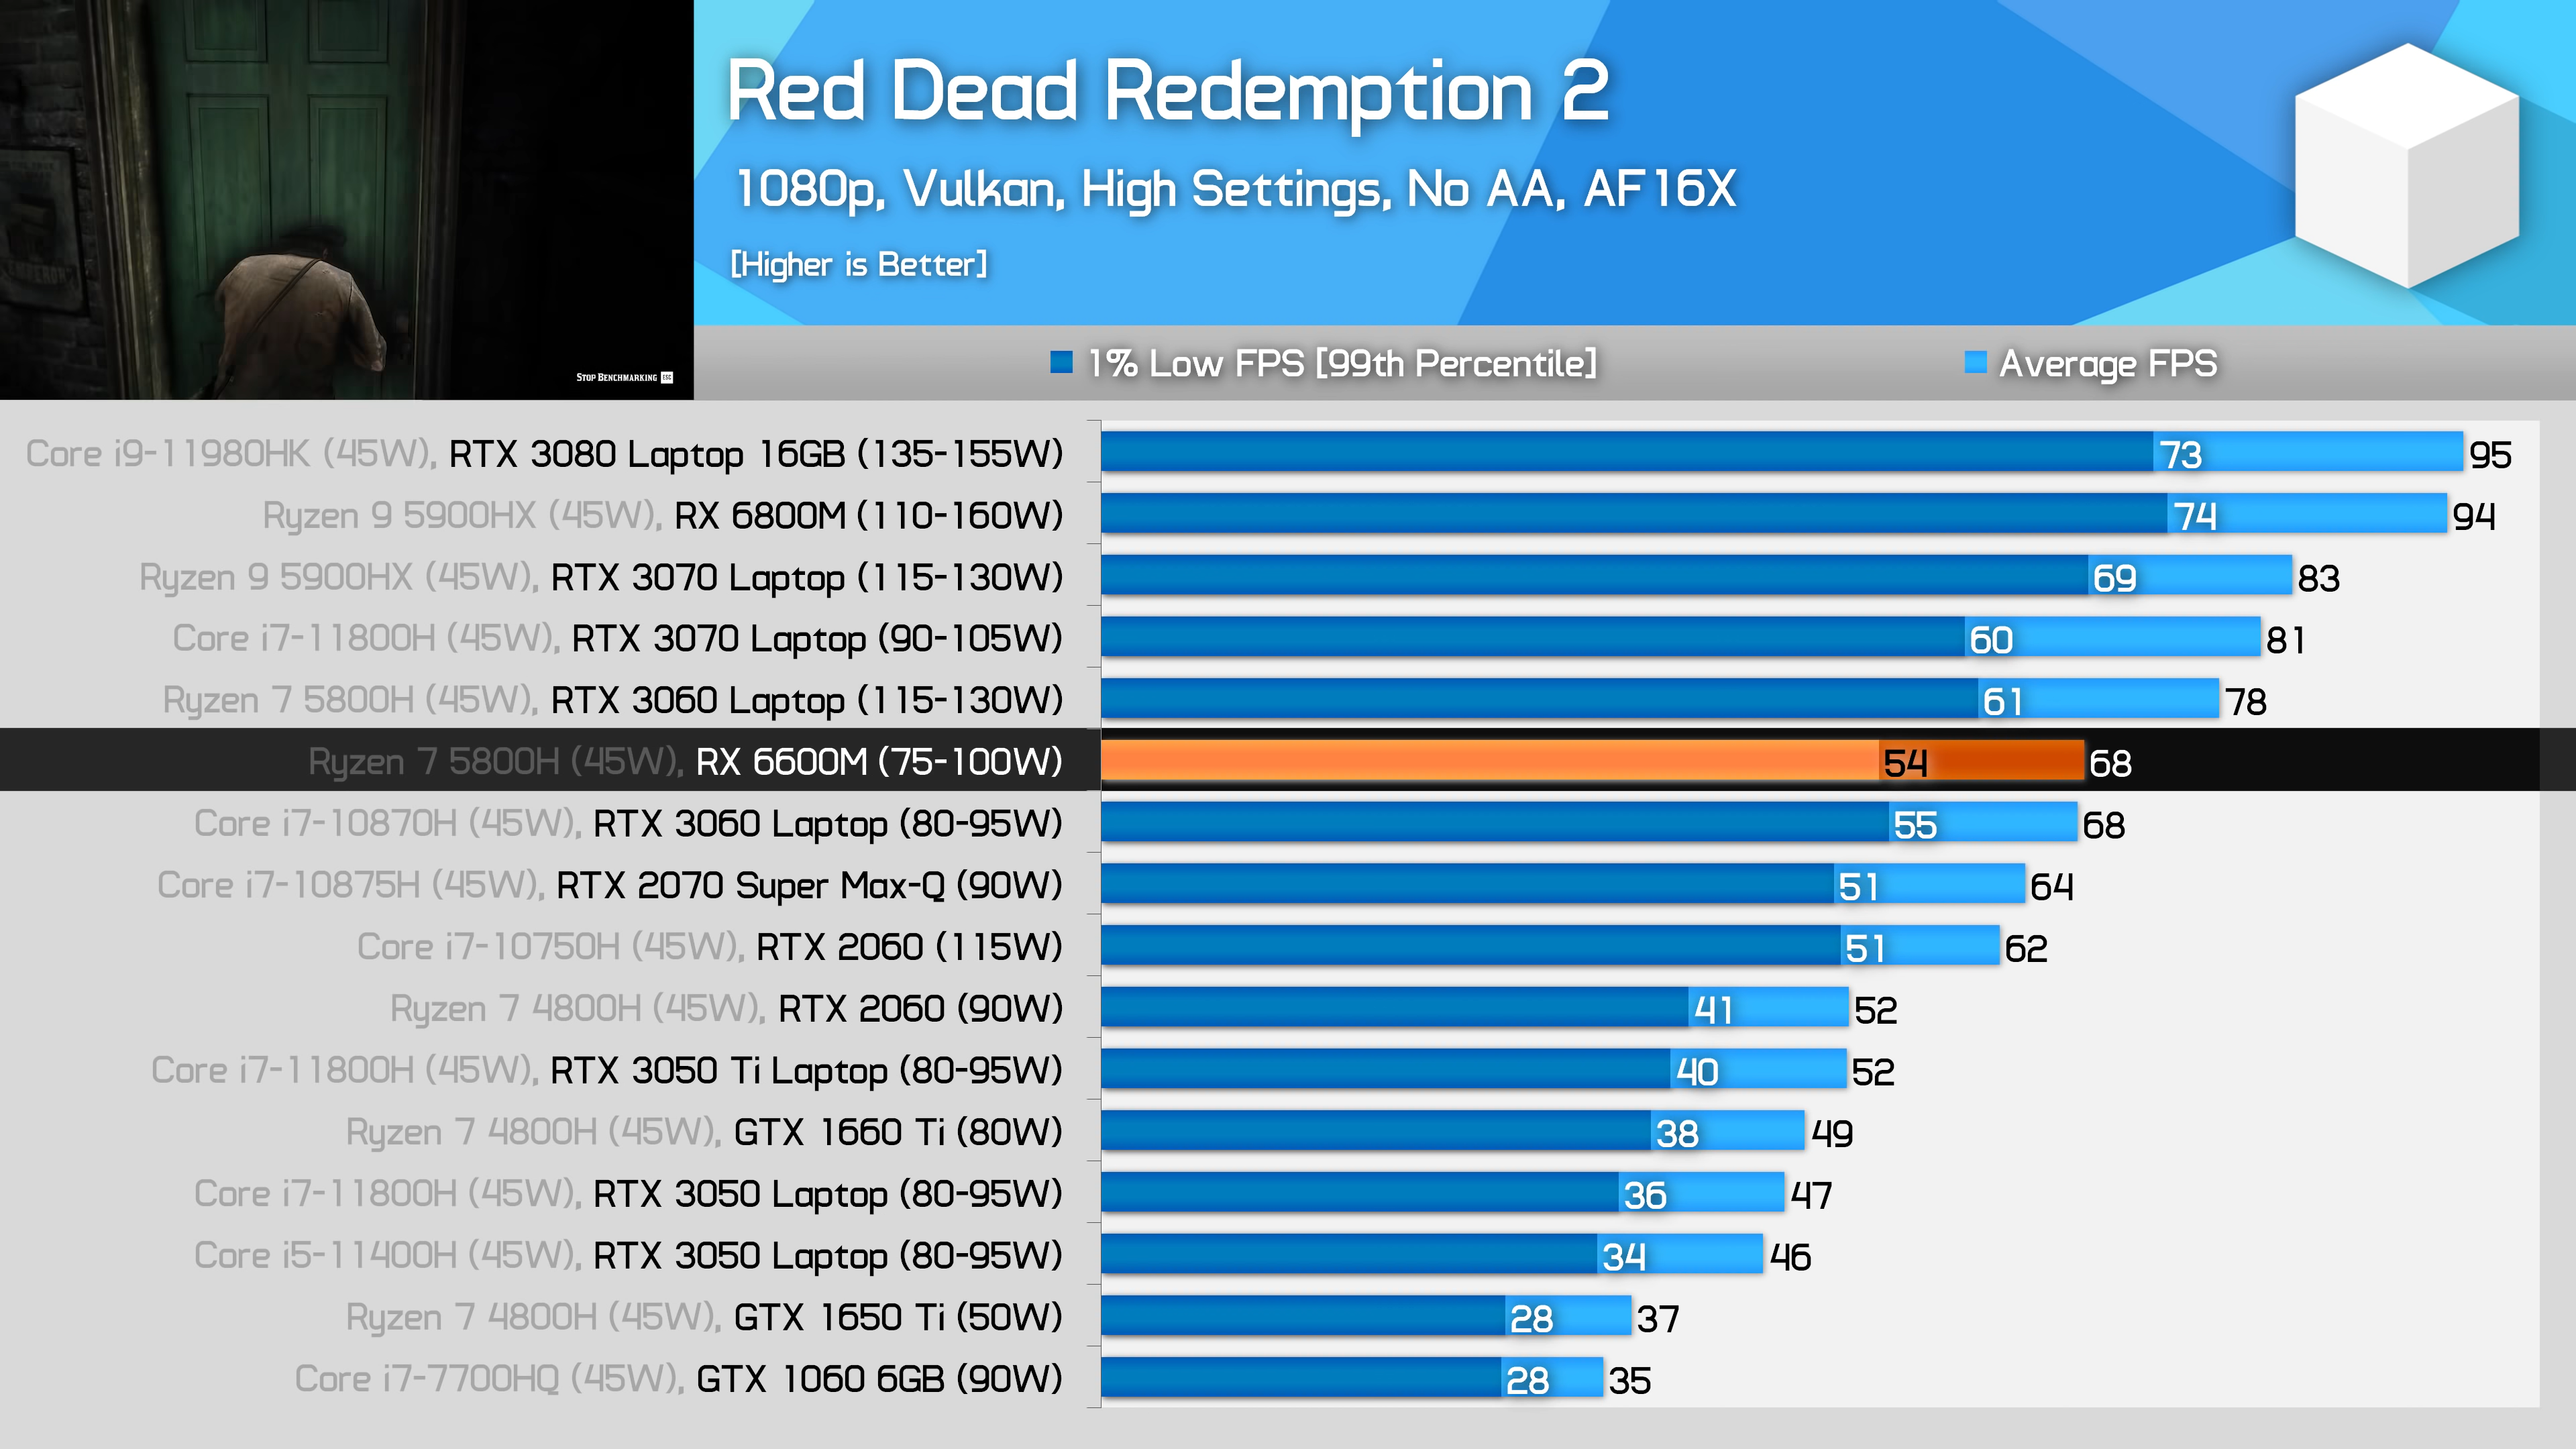 Red Dead Redemption 2
1080p, Vulkan, High Settings, No AA, AF16X
[Higher is Better]
STOP BENCHMARKING ESC
1% Low FPS [99th Percentile]
Average FPS
Core i9-11980HK (45W), RTX 3080 Laptop 16GB (135-155W) 73 95
Ryzen 9 5900HX (45W), RX 6800M (110-160W) 74 94
Ryzen 9 5900HX (45W), RTX 3070 Laptop (115-130W) 69 83
Core i7-11800H (45W), RTX 3070 Laptop (90-105W) 60 81
Ryzen 7 5800H (45W), RTX 3060 Laptop (115-130W) 61 78
Ryzen 7 5800H (45W), RX 6600M (75-100W) 54 68
Core i7-10870H (45W), RTX 3060 Laptop (80-95W) 55 68
Core i7-10875H (45W), RTX 2070 Super Max-Q (90W) 51 64
Core i7-10750H (45W), RTX 2060 (115W) 51 62
Ryzen 7 4800H (45W), RTX 2060 (90W) 41 52
Core i7-11800H (45W), RTX 3050 Ti Laptop (80-95W) 40 52
Ryzen 7 4800H (45W), GTX 1660 Ti (80W) 38 49
Core i7-11800H (45W), RTX 3050 Laptop (80-95W) 36 47
Core i5-11400H (45W), RTX 3050 Laptop (80-95W) 34 46
Ryzen 7 4800H (45W), GTX 1650 Ti (50W) 28 37
Core i7-7700HQ (45W), GTX 1060 6GB (90W) 28 35